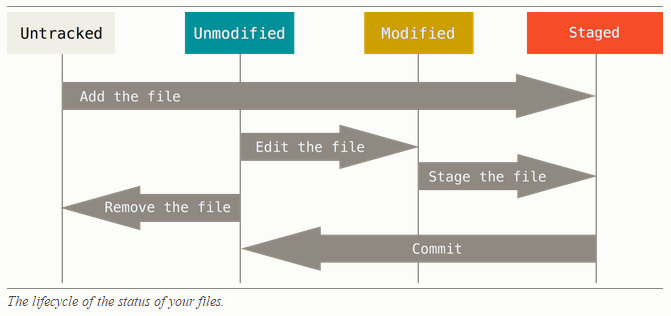 Untracked
Unmodified
Modified
Staged
Add the file
Edit the file
Stage the file
Remove the file
Commit
The lifecycle of the status of your files.